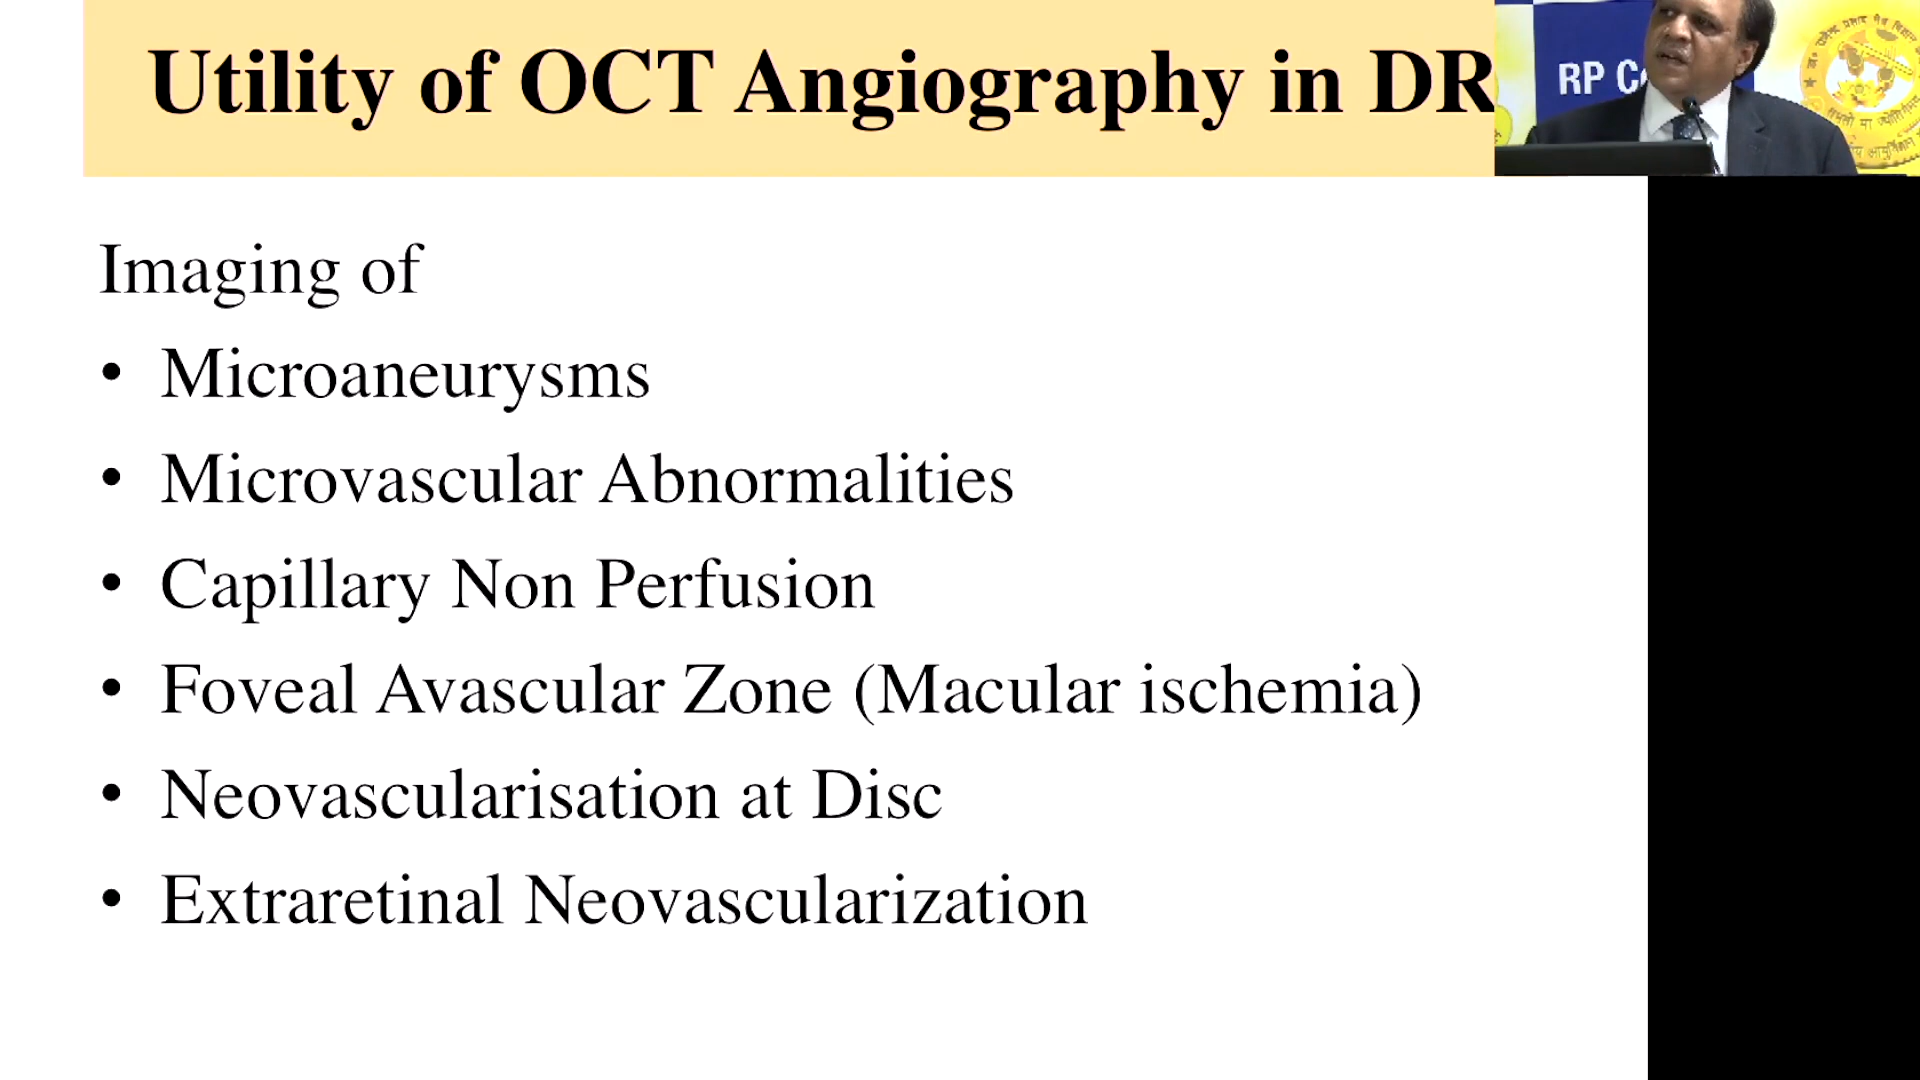 Utility of OCT Angiography in DR
RP C
Imaging of
• Microaneurysms
• Microvascular Abnormalities
• Capillary Non Perfusion
• Foveal Avascular Zone (Macular ischemia)
• Neovascularisation at Disc
• Extraretinal Neovascularization